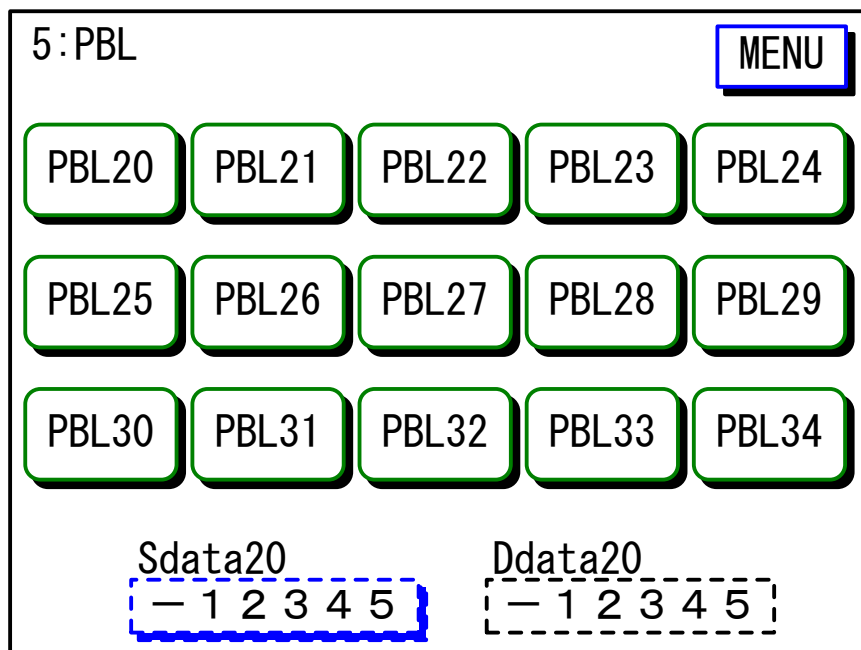 5:PBL
MENU
PBL20 PBL21 PBL22 PBL23 PBL24
PBL25 PBL26 PBL27 PBL28 PBL29
PBL30 PBL31 PBL32 PBL33 PBL34
Sdata20 Ddata20
－１２３４５ －１２３４５